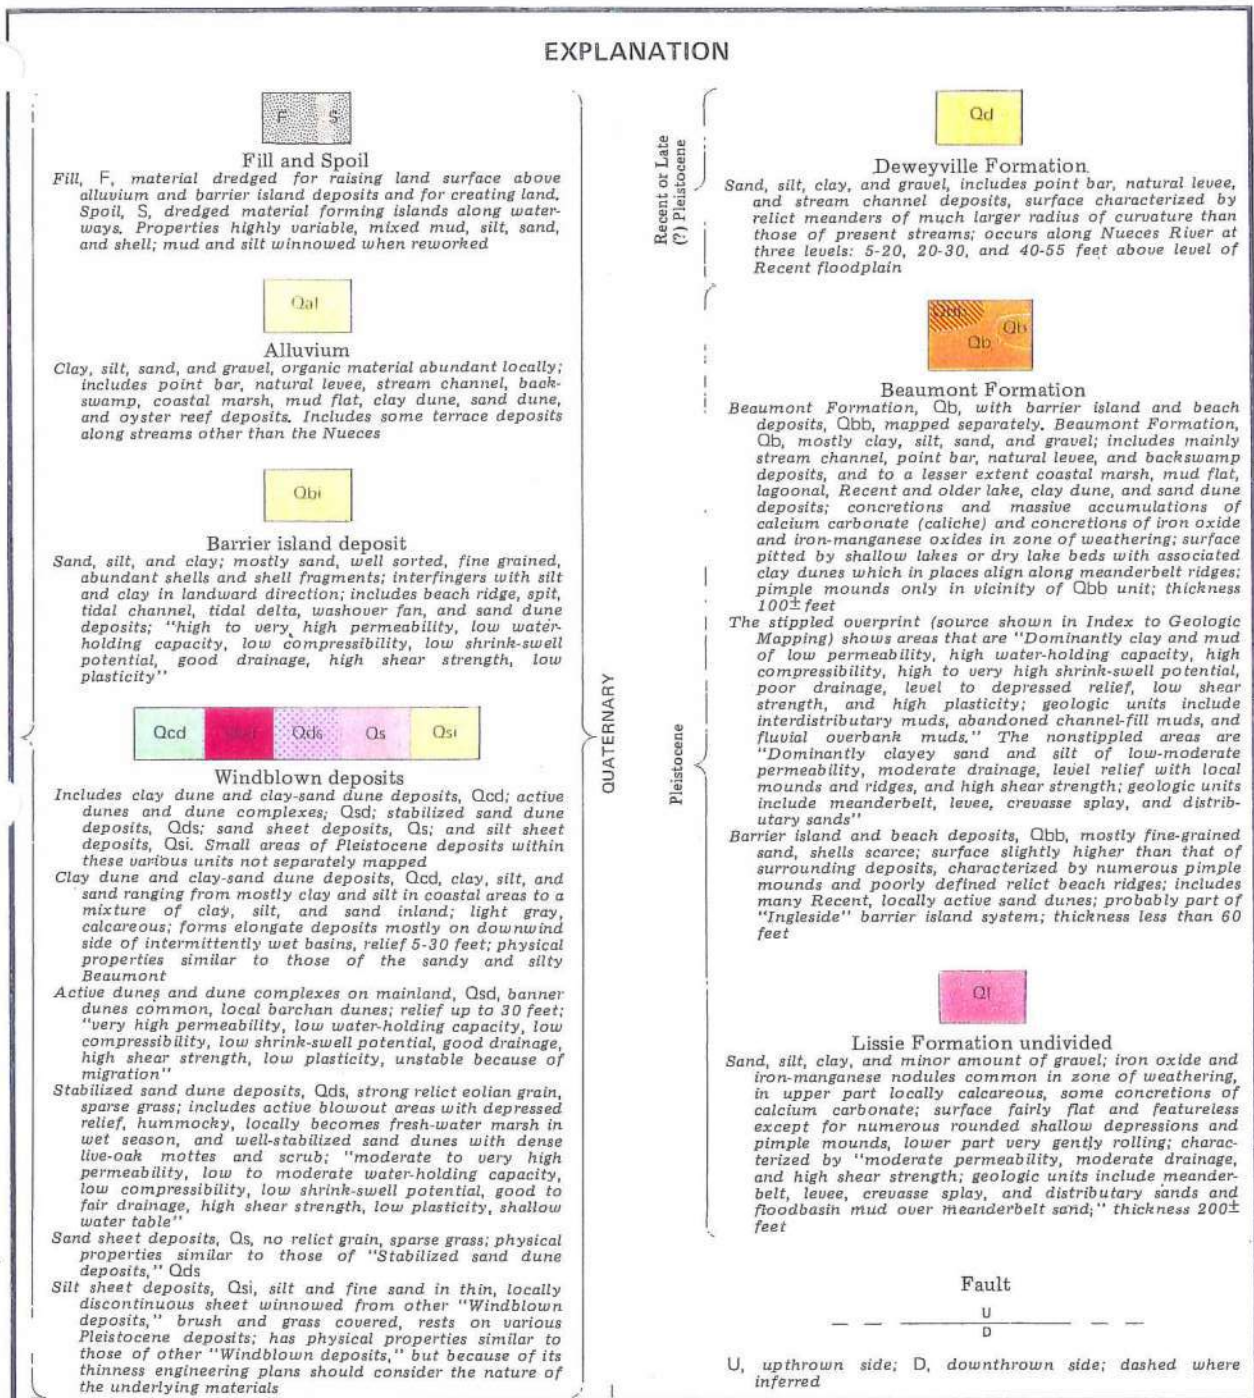 EXPLANATION
F S
Fill and Spoil
Fill, F, material dredged for raising land surface above
alluvium and barrier island deposits and for creating land.
Spoil, S, dredged material forming islands along water-
ways. Properties highly variable, mixed mud, silt, sand,
and shell; mud and silt winnowed when reworked
Qal
Alluvium
Clay, silt, sand, and gravel, organic material abundant locally;
includes point bar, natural levee, stream channel, back-
swamp, coastal marsh, mud flat, clay dune, sand dune,
and oyster reef deposits. Includes some terrace deposits
along streams other than the Nueces
Qbi
Barrier island deposit
Sand, silt, and clay; mostly sand, well sorted, fine grained,
abundant shells and shell fragments; interfingers with silt
and clay in landward direction; includes beach ridge, spit,
tidal channel, tidal delta, washover fan, and sand dune
deposits; "high to very high permeability, low water-
holding capacity, low compressibility, low shrink-swell
potential, good drainage, high shear strength, low
plasticity"
Qcd Qds Qs Qsi
Windblown deposits
Includes clay dune and clay-sand dune deposits, Qcd; active
dunes and dune complexes; Qsd; stabilized sand dune
deposits, Qds; sand sheet deposits, Qs; and silt sheet
deposits, Qsi. Small areas of Pleistocene deposits within
these various units not separately mapped
Clay dune and clay-sand dune deposits, Qcd, clay, silt, and
sand ranging from mostly clay and silt in coastal areas to a
mixture of clay, silt, and sand inland; light gray,
calcareous; forms elongate deposits mostly on downwind
side of intermittently wet basins, relief 5-30 feet; physical
properties similar to those of the sandy and silty
Beaumont
Active dunes and dune complexes on mainland, Qsd, banner
dunes common, local barchan dunes; relief up to 30 feet;
"very high permeability, low water-holding capacity, low
compressibility, low shrink-swell potential, good drainage,
high shear strength, low plasticity, unstable because of
migration"
Stabilized sand dune deposits, Qds, strong relict eolian grain,
sparse grass; includes active blowout areas with depressed
relief, hummocky, locally becomes fresh-water marsh in
wet season, and well-stabilized sand dunes with dense
live-oak mottes and scrub; "moderate to very high
permeability, low to moderate water-holding capacity,
low compressibility, low shrink-swell potential, good to
fair drainage, high shear strength, low plasticity, shallow
water table"
Sand sheet deposits, Qs, no relict grain, sparse grass; physical
properties similar to those of "Stabilized sand dune
deposits," Qds
Silt sheet deposits, Qsi, silt and fine sand in thin, locally
discontinuous sheet winnowed from other "Windblown
deposits," brush and grass covered, rests on various
Pleistocene deposits; has physical properties similar to
those of other "Windblown deposits," but because of its
thinness engineering plans should consider the nature of
the underlying materials
QUATERNARY
Recent or Late
(?) Pleistocene
Qd
Deweyville Formation
Sand, silt, clay, and gravel, includes point bar, natural levee,
and stream channel deposits, surface characterized by
relict meanders of much larger radius of curvature than
those of present streams; occurs along Nueces River at
three levels: 5-20, 20-30, and 40-55 feet above level of
Recent floodplain
Pleistocene
Qbb Qb Qb
Beaumont Formation
Beaumont Formation, Qb, with barrier island and beach
deposits, Qbb, mapped separately. Beaumont Formation,
Qb, mostly clay, silt, sand, and gravel; includes mainly
stream channel, point bar, natural levee, and backswamp
deposits, and to a lesser extent coastal marsh, mud flat,
lagoonal, Recent and older lake, clay dune, and sand dune
deposits; concretions and massive accumulations of
calcium carbonate (caliche) and concretions of iron oxide
and iron-manganese oxides in zone of weathering; surface
pitted by shallow lakes or dry lake beds with associated
clay dunes which in places align along meanderbelt ridges;
pimple mounds only in vicinity of Qbb unit; thickness
100± feet
The stippled overprint (source shown in Index to Geologic
Mapping) shows areas that are "Dominantly clay and mud
of low permeability, high water-holding capacity, high
compressibility, high to very high shrink-swell potential,
poor drainage, level to depressed relief, low shear
strength, and high plasticity; geologic units include
interdistributary muds, abandoned channel-fill muds, and
fluvial overbank muds." The nonstippled areas are
"Dominantly clayey sand and silt of low-moderate
permeability, moderate drainage, level relief with local
mounds and ridges, and high shear strength; geologic units
include meanderbelt, levee, crevasse splay, and distrib-
utary sands"
Barrier island and beach deposits, Qbb, mostly fine-grained
sand, shells scarce; surface slightly higher than that of
surrounding deposits, characterized by numerous pimple
mounds and poorly defined relict beach ridges; includes
many Recent, locally active sand dunes; probably part of
"Ingleside" barrier island system; thickness less than 60
feet
Ql
Lissie Formation undivided
Sand, silt, clay, and minor amount of gravel; iron oxide and
iron-manganese nodules common in zone of weathering,
in upper part locally calcareous, some concretions of
calcium carbonate; surface fairly flat and featureless
except for numerous rounded shallow depressions and
pimple mounds, lower part very gently rolling; charac-
terized by "moderate permeability, moderate drainage,
and high shear strength; geologic units include meander-
belt, levee, crevasse splay, and distributary sands and
floodbasin mud over meanderbelt sand;" thickness 200±
feet
Fault
U
D
U, upthrown side; D, downthrown side; dashed where
inferred